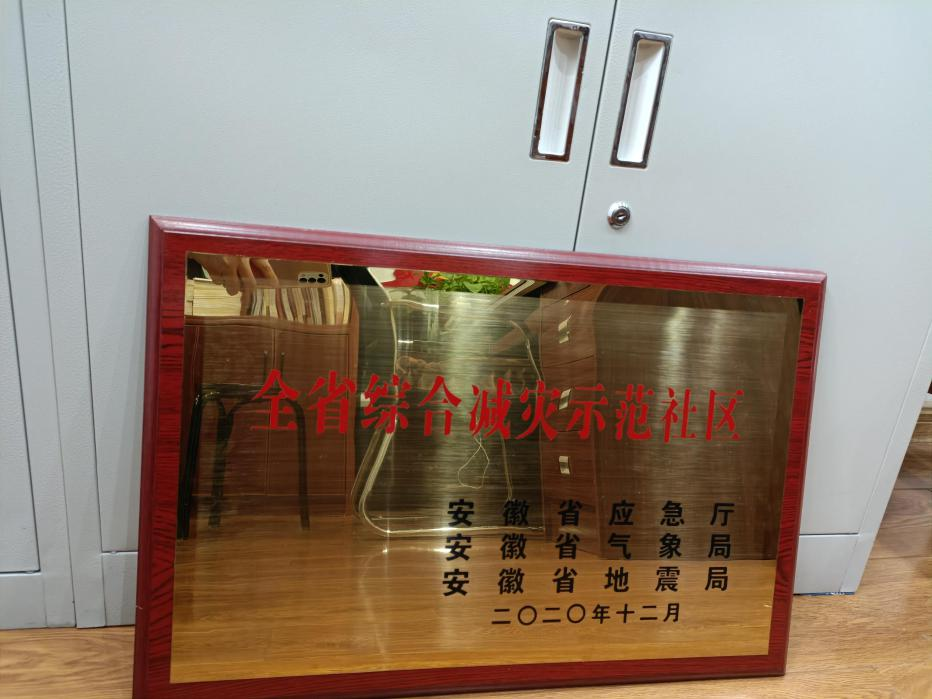 全省综合减灾示范社区
安徽省应急厅
安徽省气象局
安徽省地震局
二〇二〇年十二月